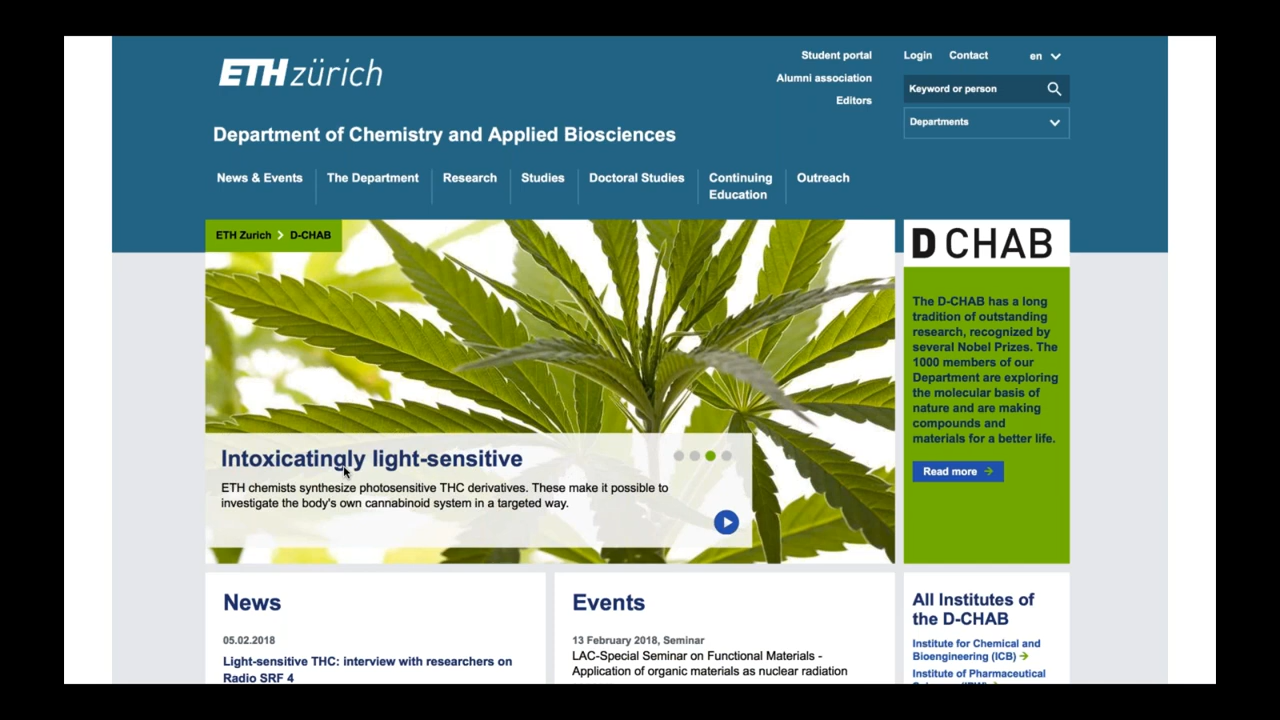 ETH zürich
Student portal
Alumni association
Editors
Login
Contact
en
Keyword or person
Departments
Department of Chemistry and Applied Biosciences
News & Events
The Department
Research
Studies
Doctoral Studies
Continuing
Education
Outreach
ETH Zurich > D-CHAB
D CHAB
The D-CHAB has a long
tradition of outstanding
research, recognized by
several Nobel Prizes. The
1000 members of our
Department are exploring
the molecular basis of
nature and are making
compounds and
materials for a better life.
Read more
Intoxicatingly light-sensitive
ETH chemists synthesize photosensitive THC derivatives. These make it possible to
investigate the body's own cannabinoid system in a targeted way.
News
05.02.2018
Light-sensitive THC: interview with researchers on
Radio SRF 4
Events
13 February 2018, Seminar
LAC-Special Seminar on Functional Materials -
Application of organic materials as nuclear radiation
All Institutes of
the D-CHAB
Institute for Chemical and
Bioengineering (ICB)
Institute of Pharmaceutical